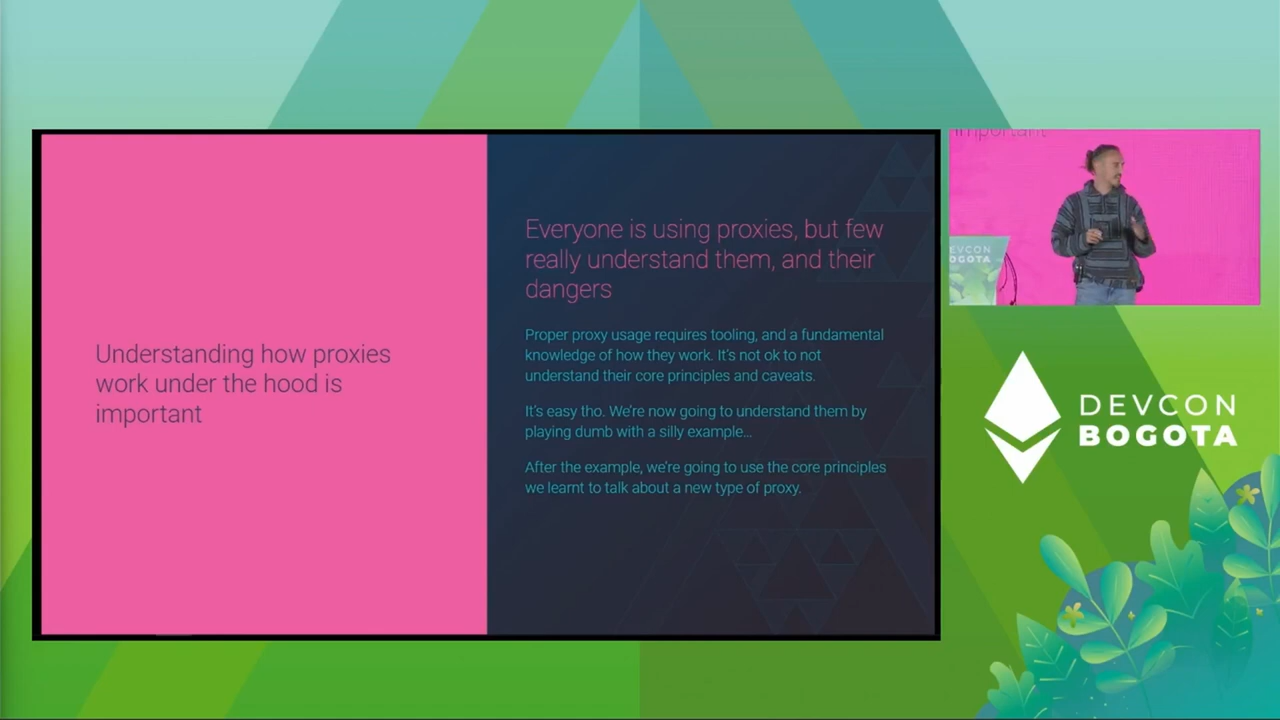 Understanding how proxies
work under the hood is
important
Everyone is using proxies, but few
really understand them, and their
dangers
Proper proxy usage requires tooling, and a fundamental
knowledge of how they work. It's not ok to not
understand their core principles and caveats.
It's easy tho. We're now going to understand them by
playing dumb with a silly example...
After the example, we're going to use the core principles
we learnt to talk about a new type of proxy.
important
EVCON
OGOTA
DEVCON
BOGOTA